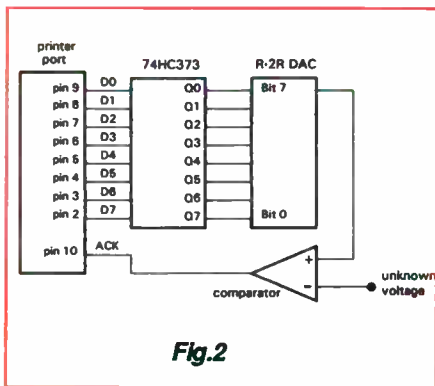 printer
port
74HC373
R-2R DAC
pin 9 D0 Q0 Bit 7
pin 8 D1 Q1
pin 7 D2 Q2
pin 6 D3 Q3
pin 5 D4 Q4
pin 4 D5 Q5
pin 3 D6 Q6
pin 2 D7 Q7 Bit 0
pin 10 ACK
+
−
comparator
unknown
voltage
Fig.2